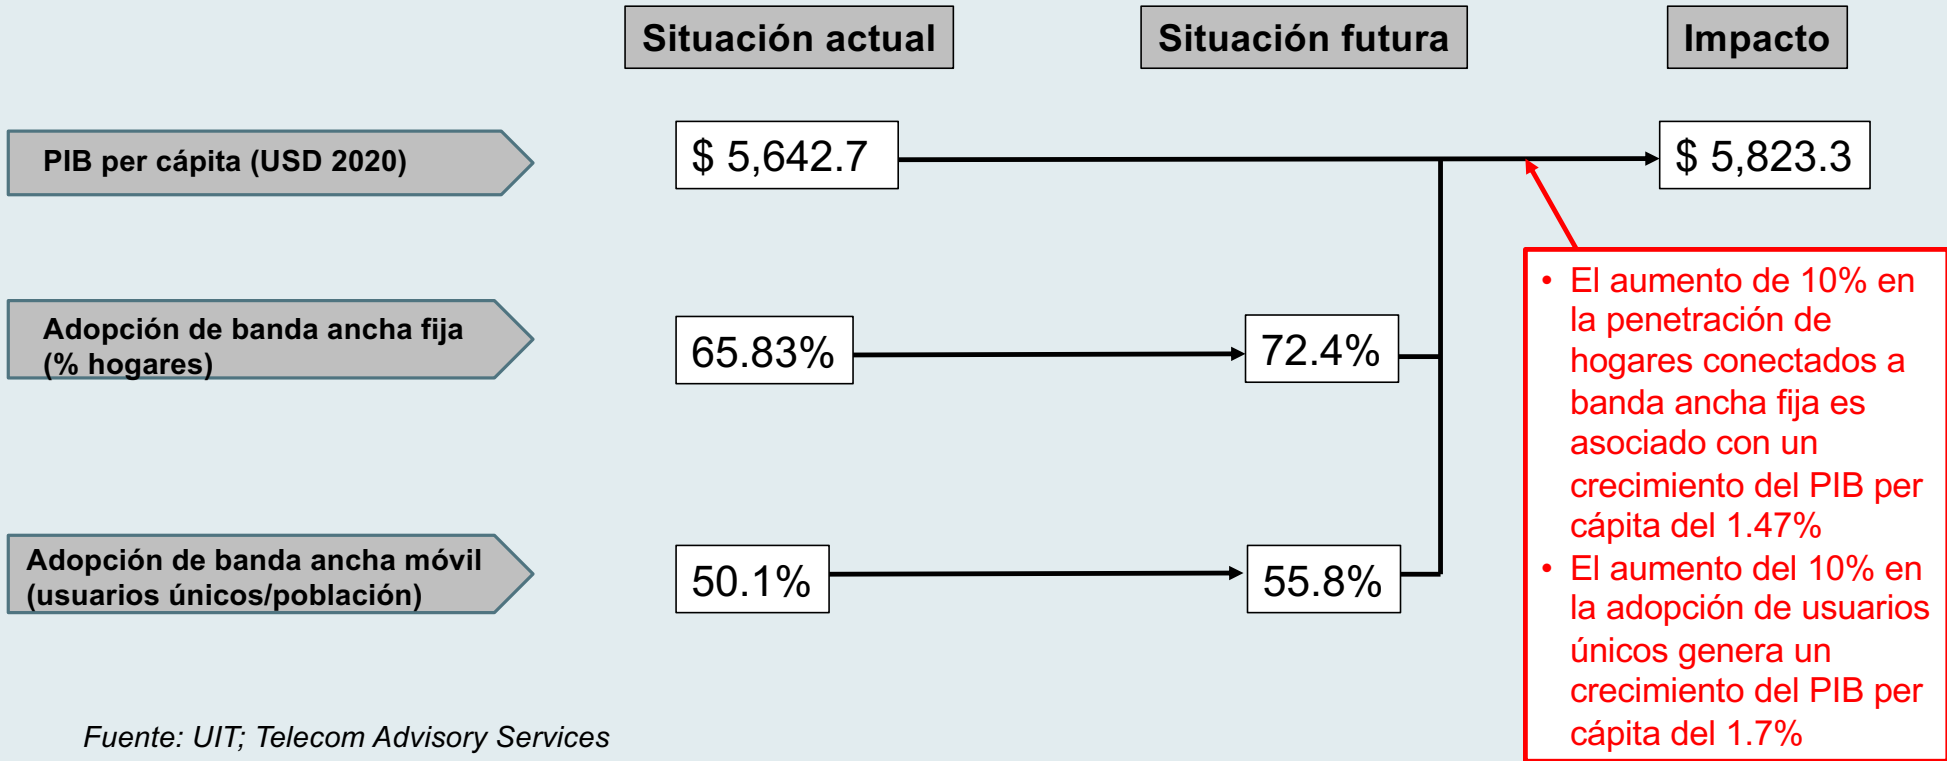 Situación actual
Situación futura
Impacto
PIB per cápita (USD 2020)
$ 5,642.7
$ 5,823.3
Adopción de banda ancha fija
(% hogares)
65.83%
72.4%
Adopción de banda ancha móvil
(usuarios únicos/población)
50.1%
55.8%
• El aumento de 10% en
la penetración de
hogares conectados a
banda ancha fija es
asociado con un
crecimiento del PIB per
cápita del 1.47%
• El aumento del 10% en
la adopción de usuarios
únicos genera un
crecimiento del PIB per
cápita del 1.7%
Fuente: UIT; Telecom Advisory Services